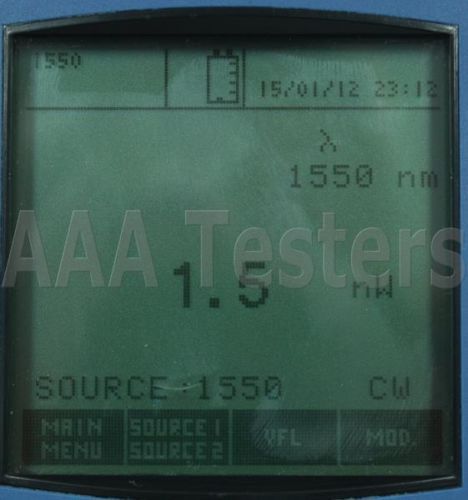 1550
15/01/12 23:12
λ
1550 nm
AAA Testers
1.5 nW
SOURCE:1550 CW
MAIN MENU SOURCE1 SOURCE2 VFL MOD.